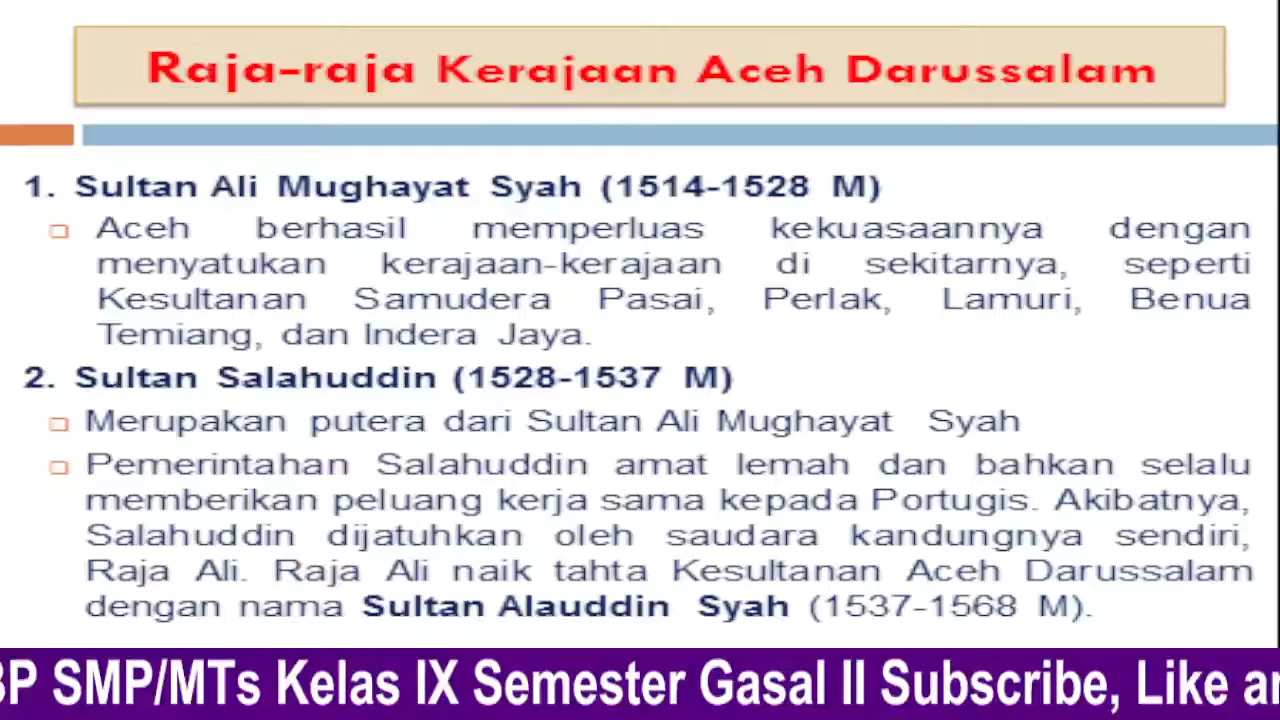 Raja-raja Kerajaan Aceh Darussalam
1. Sultan Ali Mughayat Syah (1514-1528 M)
Aceh berhasil memperluas kekuasaannya dengan
menyatukan kerajaan-kerajaan di sekitarnya, seperti
Kesultanan Samudera Pasai, Perlak, Lamuri, Benua
Temiang, dan Indera Jaya.
2. Sultan Salahuddin (1528-1537 M)
Merupakan putera dari Sultan Ali Mughayat Syah
Pemerintahan Salahuddin amat lemah dan bahkan selalu
memberikan peluang kerja sama kepada Portugis. Akibatnya,
Salahuddin dijatuhkan oleh saudara kandungnya sendiri,
Raja Ali. Raja Ali naik tahta Kesultanan Aceh Darussalam
dengan nama Sultan Alauddin Syah (1537-1568 M).
BP SMP/MTs Kelas IX Semester Gasal II Subscribe, Like